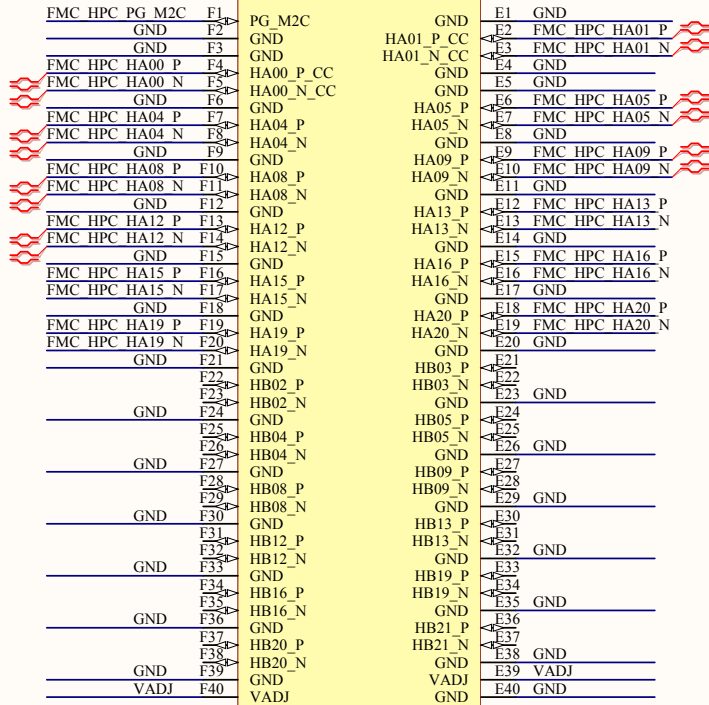 FMC_HPC_PG_M2C F1 PG_M2C GND E1 GND
GND F2 GND HA01_P_CC E2 FMC_HPC_HA01_P
GND F3 GND HA01_N_CC E3 FMC_HPC_HA01_N
FMC_HPC_HA00_P F4 HA00_P_CC GND E4 GND
FMC_HPC_HA00_N F5 HA00_N_CC GND E5 GND
GND F6 GND HA05_P E6 FMC_HPC_HA05_P
FMC_HPC_HA04_P F7 HA04_P HA05_N E7 FMC_HPC_HA05_N
FMC_HPC_HA04_N F8 HA04_N GND E8 GND
GND F9 GND HA09_P E9 FMC_HPC_HA09_P
FMC_HPC_HA08_P F10 HA08_P HA09_N E10 FMC_HPC_HA09_N
FMC_HPC_HA08_N F11 HA08_N GND E11 GND
GND F12 GND HA13_P E12 FMC_HPC_HA13_P
FMC_HPC_HA12_P F13 HA12_P HA13_N E13 FMC_HPC_HA13_N
FMC_HPC_HA12_N F14 HA12_N GND E14 GND
GND F15 GND HA16_P E15 FMC_HPC_HA16_P
FMC_HPC_HA15_P F16 HA15_P HA16_N E16 FMC_HPC_HA16_N
FMC_HPC_HA15_N F17 HA15_N GND E17 GND
GND F18 GND HA20_P E18 FMC_HPC_HA20_P
FMC_HPC_HA19_P F19 HA19_P HA20_N E19 FMC_HPC_HA20_N
FMC_HPC_HA19_N F20 HA19_N GND E20 GND
GND F21 GND HB03_P E21
F22 HB02_P HB03_N E22
F23 HB02_N GND E23 GND
GND F24 GND HB05_P E24
F25 HB04_P HB05_N E25
F26 HB04_N GND E26 GND
GND F27 GND HB09_P E27
F28 HB08_P HB09_N E28
F29 HB08_N GND E29 GND
GND F30 GND HB13_P E30
F31 HB12_P HB13_N E31
F32 HB12_N GND E32 GND
GND F33 GND HB19_P E33
F34 HB16_P HB19_N E34
F35 HB16_N GND E35 GND
GND F36 GND HB21_P E36
F37 HB20_P HB21_N E37
F38 HB20_N GND E38 GND
GND F39 GND VADJ E39 VADJ
VADJ F40 VADJ GND E40 GND